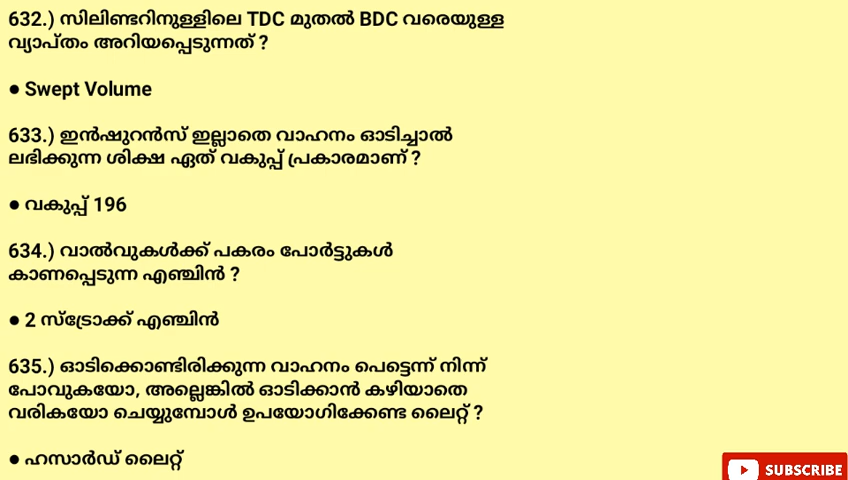 632.) സിലിണ്ടറിനുള്ളിലെ TDC മുതൽ BDC വരെയുള്ള
വ്യാപ്തം അറിയപ്പെടുന്നത് ?
● Swept Volume
633.) ഇൻഷുറൻസ് ഇല്ലാതെ വാഹനം ഓടിച്ചാൽ
ലഭിക്കുന്ന ശിക്ഷ ഏത് വകുപ്പ് പ്രകാരമാണ് ?
● വകുപ്പ് 196
634.) വാൽവുകൾക്ക് പകരം പോർട്ടുകൾ
കാണപ്പെടുന്ന എഞ്ചിൻ ?
● 2 സ്ട്രോക്ക് എഞ്ചിൻ
635.) ഓടിക്കൊണ്ടിരിക്കുന്ന വാഹനം പെട്ടെന്ന് നിന്ന്
പോവുകയോ, അല്ലെങ്കിൽ ഓടിക്കാൻ കഴിയാതെ
വരികയോ ചെയ്യുമ്പോൾ ഉപയോഗിക്കേണ്ട ലൈറ്റ് ?
● ഹസാർഡ് ലൈറ്റ്
SUBSCRIBE